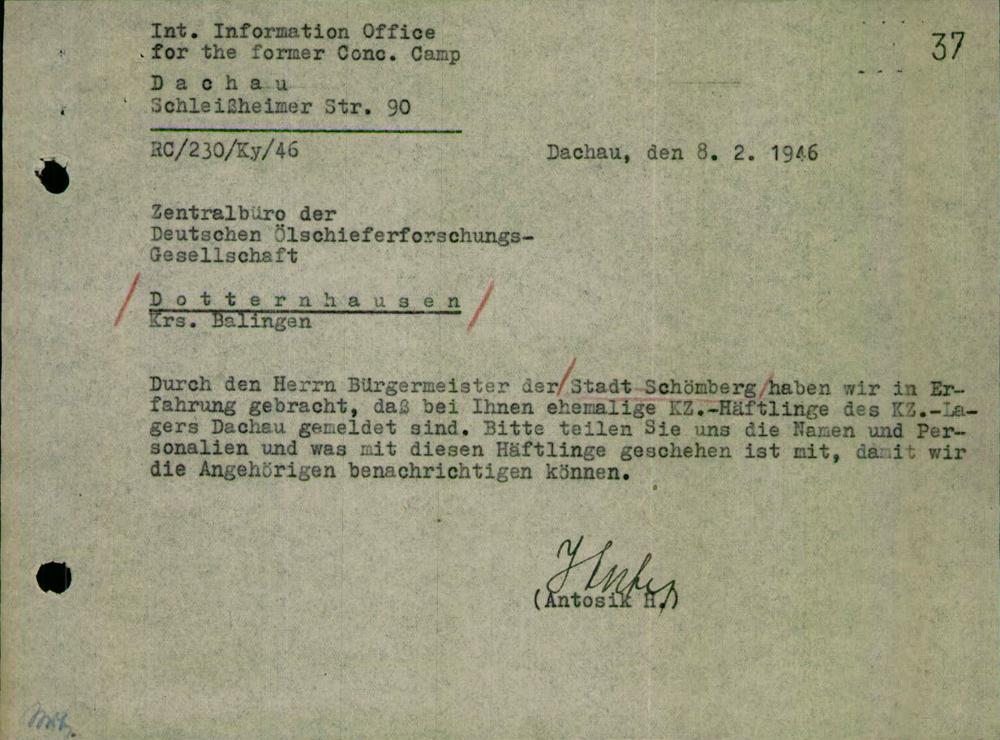 Int. Information Office
37
for the former Conc. Camp
D a c h a u
Schleißheimer Str. 90
RC/230/Ky/46
Dachau, den 8. 2. 1946
Zentralbüro der
Deutschen Ölschieferforschungs-
Gesellschaft
D o t t e r n h a u s e n
Krs. Balingen
Durch den Herrn Bürgermeister der Stadt Schömberg haben wir in Er-
fahrung gebracht, daß bei Ihnen ehemalige KZ.-Häftlinge des KZ.-La-
gers Dachau gemeldet sind. Bitte teilen Sie uns die Namen und Per-
sonalien und was mit diesen Häftlinge geschehen ist mit, damit wir
die Angehörigen benachrichtigen können.
(Antosik H.)